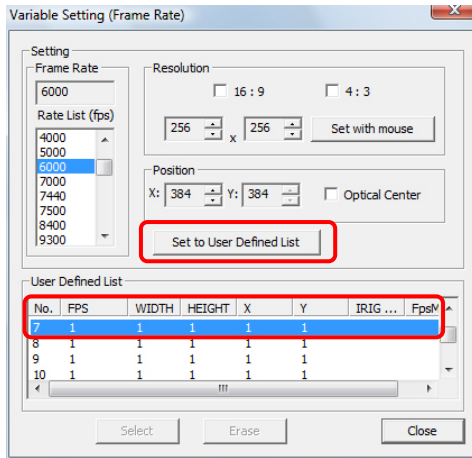 Variable Setting (Frame Rate)
Setting
Frame Rate
6000
Rate List (fps)
4000
5000
6000
7000
7440
7500
8400
9300
Resolution
16 : 9 4 : 3
256 x 256 Set with mouse
Position
X: 384 Y: 384 Optical Center
Set to User Defined List
User Defined List
No. FPS WIDTH HEIGHT X Y IRIG ... FpsM
7 1 1 1 1 1
8 1 1 1 1 1
9 1 1 1 1 1
10 1 1 1 1 1
Select Erase Close